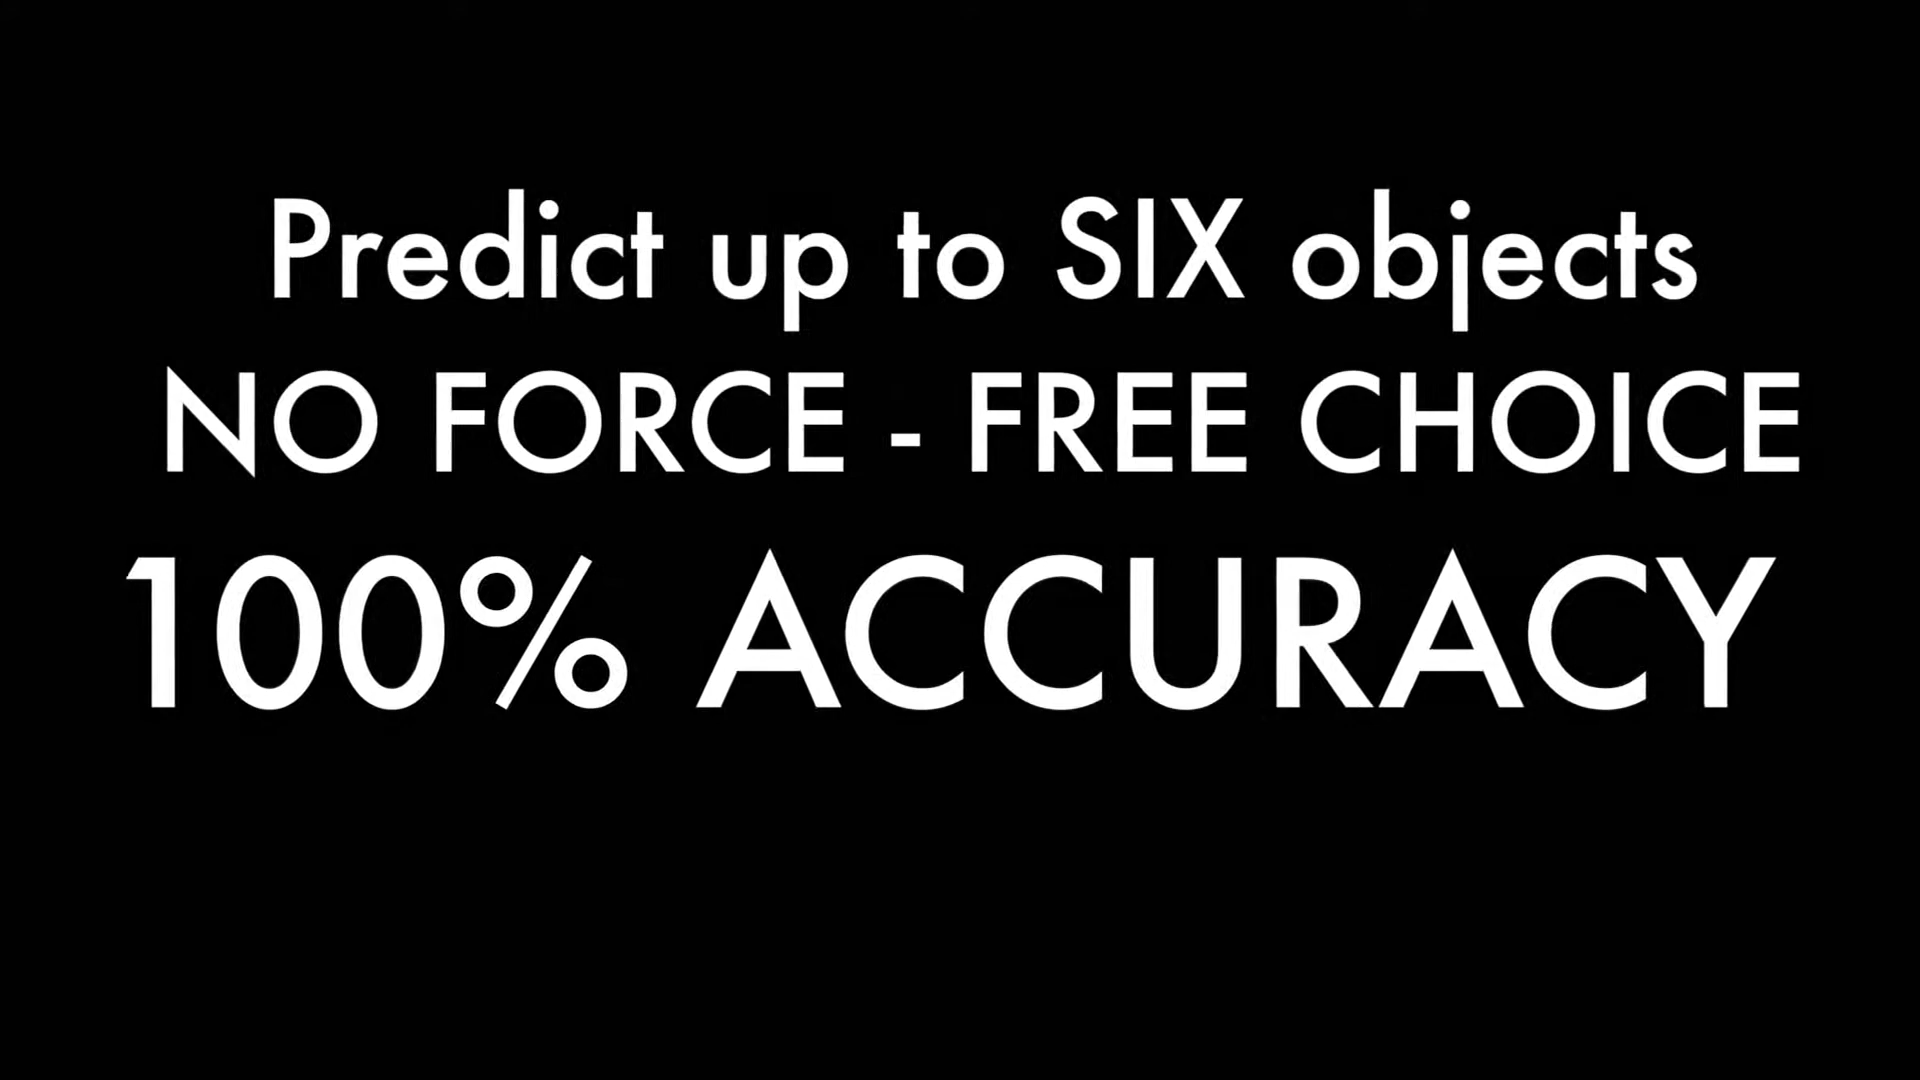 Predict up to SIX objects
NO FORCE - FREE CHOICE
100% ACCURACY